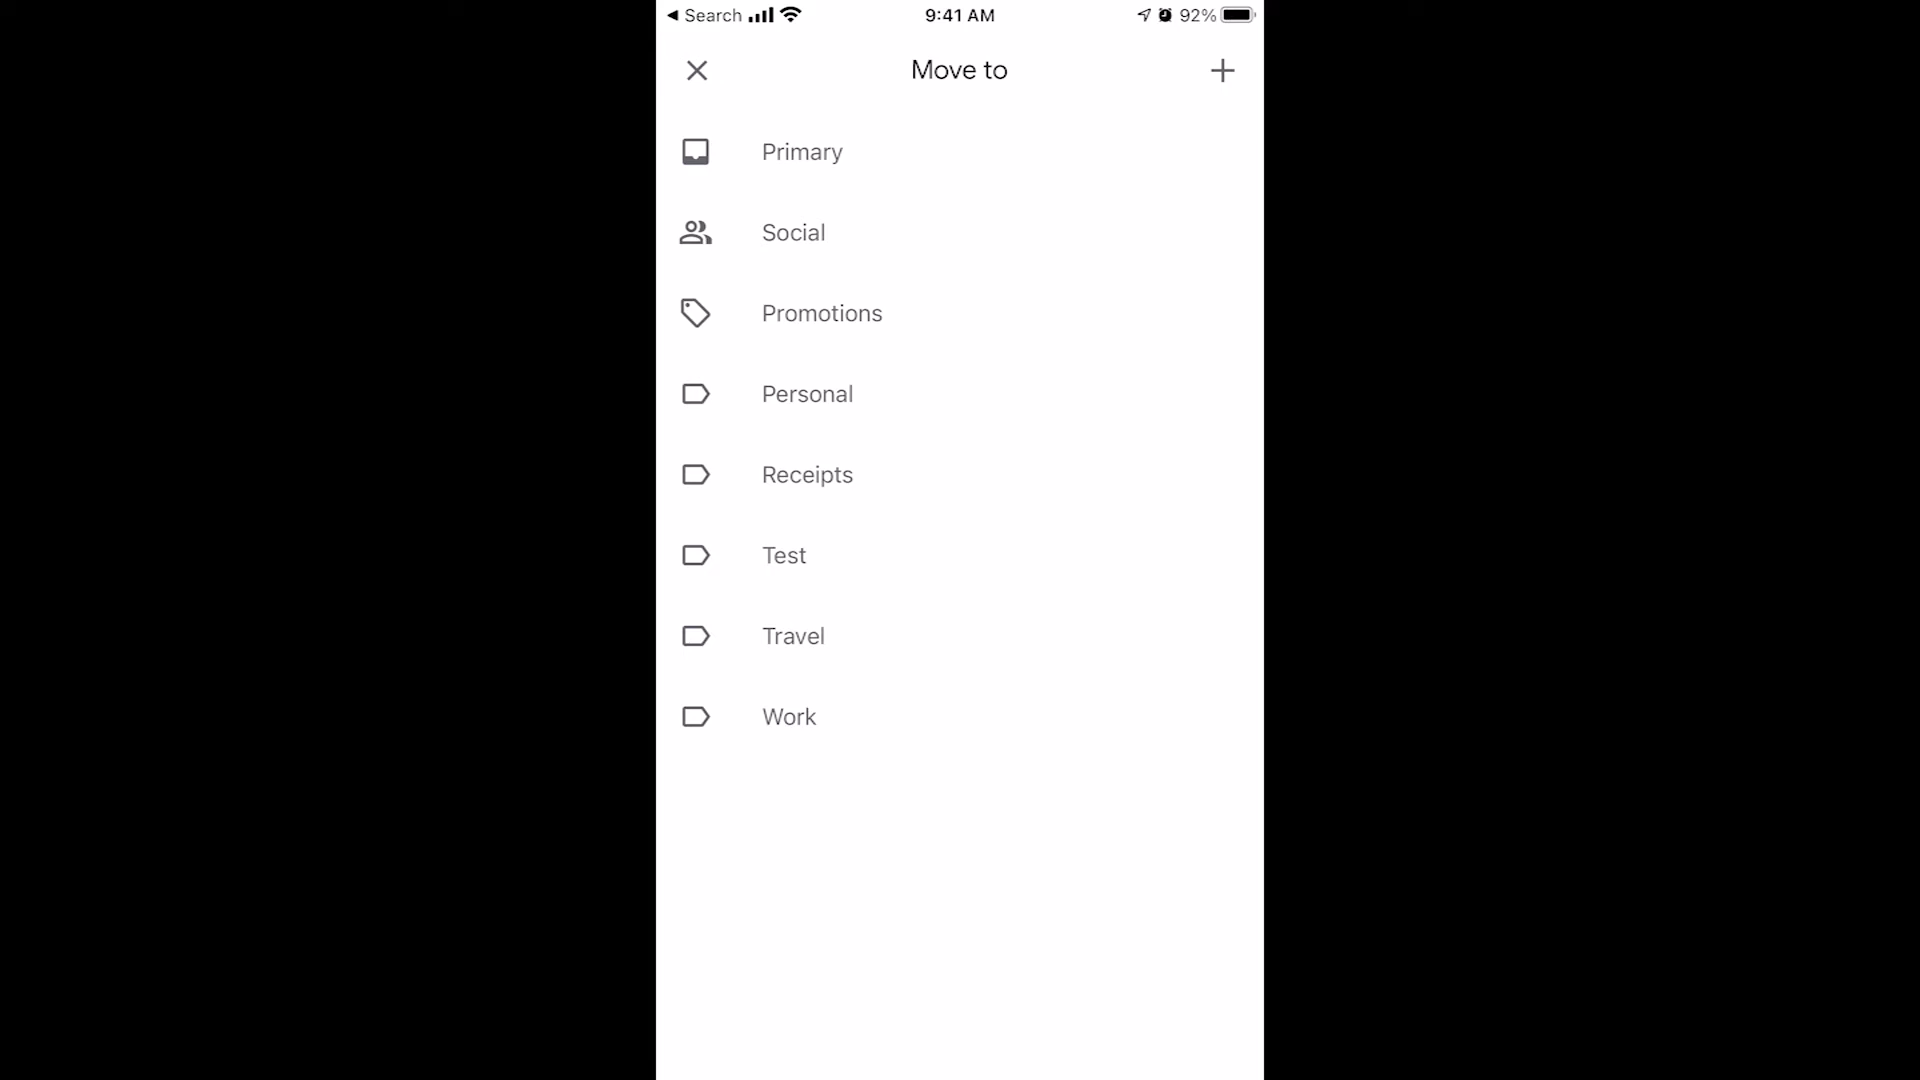 Search 9:41 AM 92%
Move to
Primary
Social
Promotions
Personal
Receipts
Test
Travel
Work